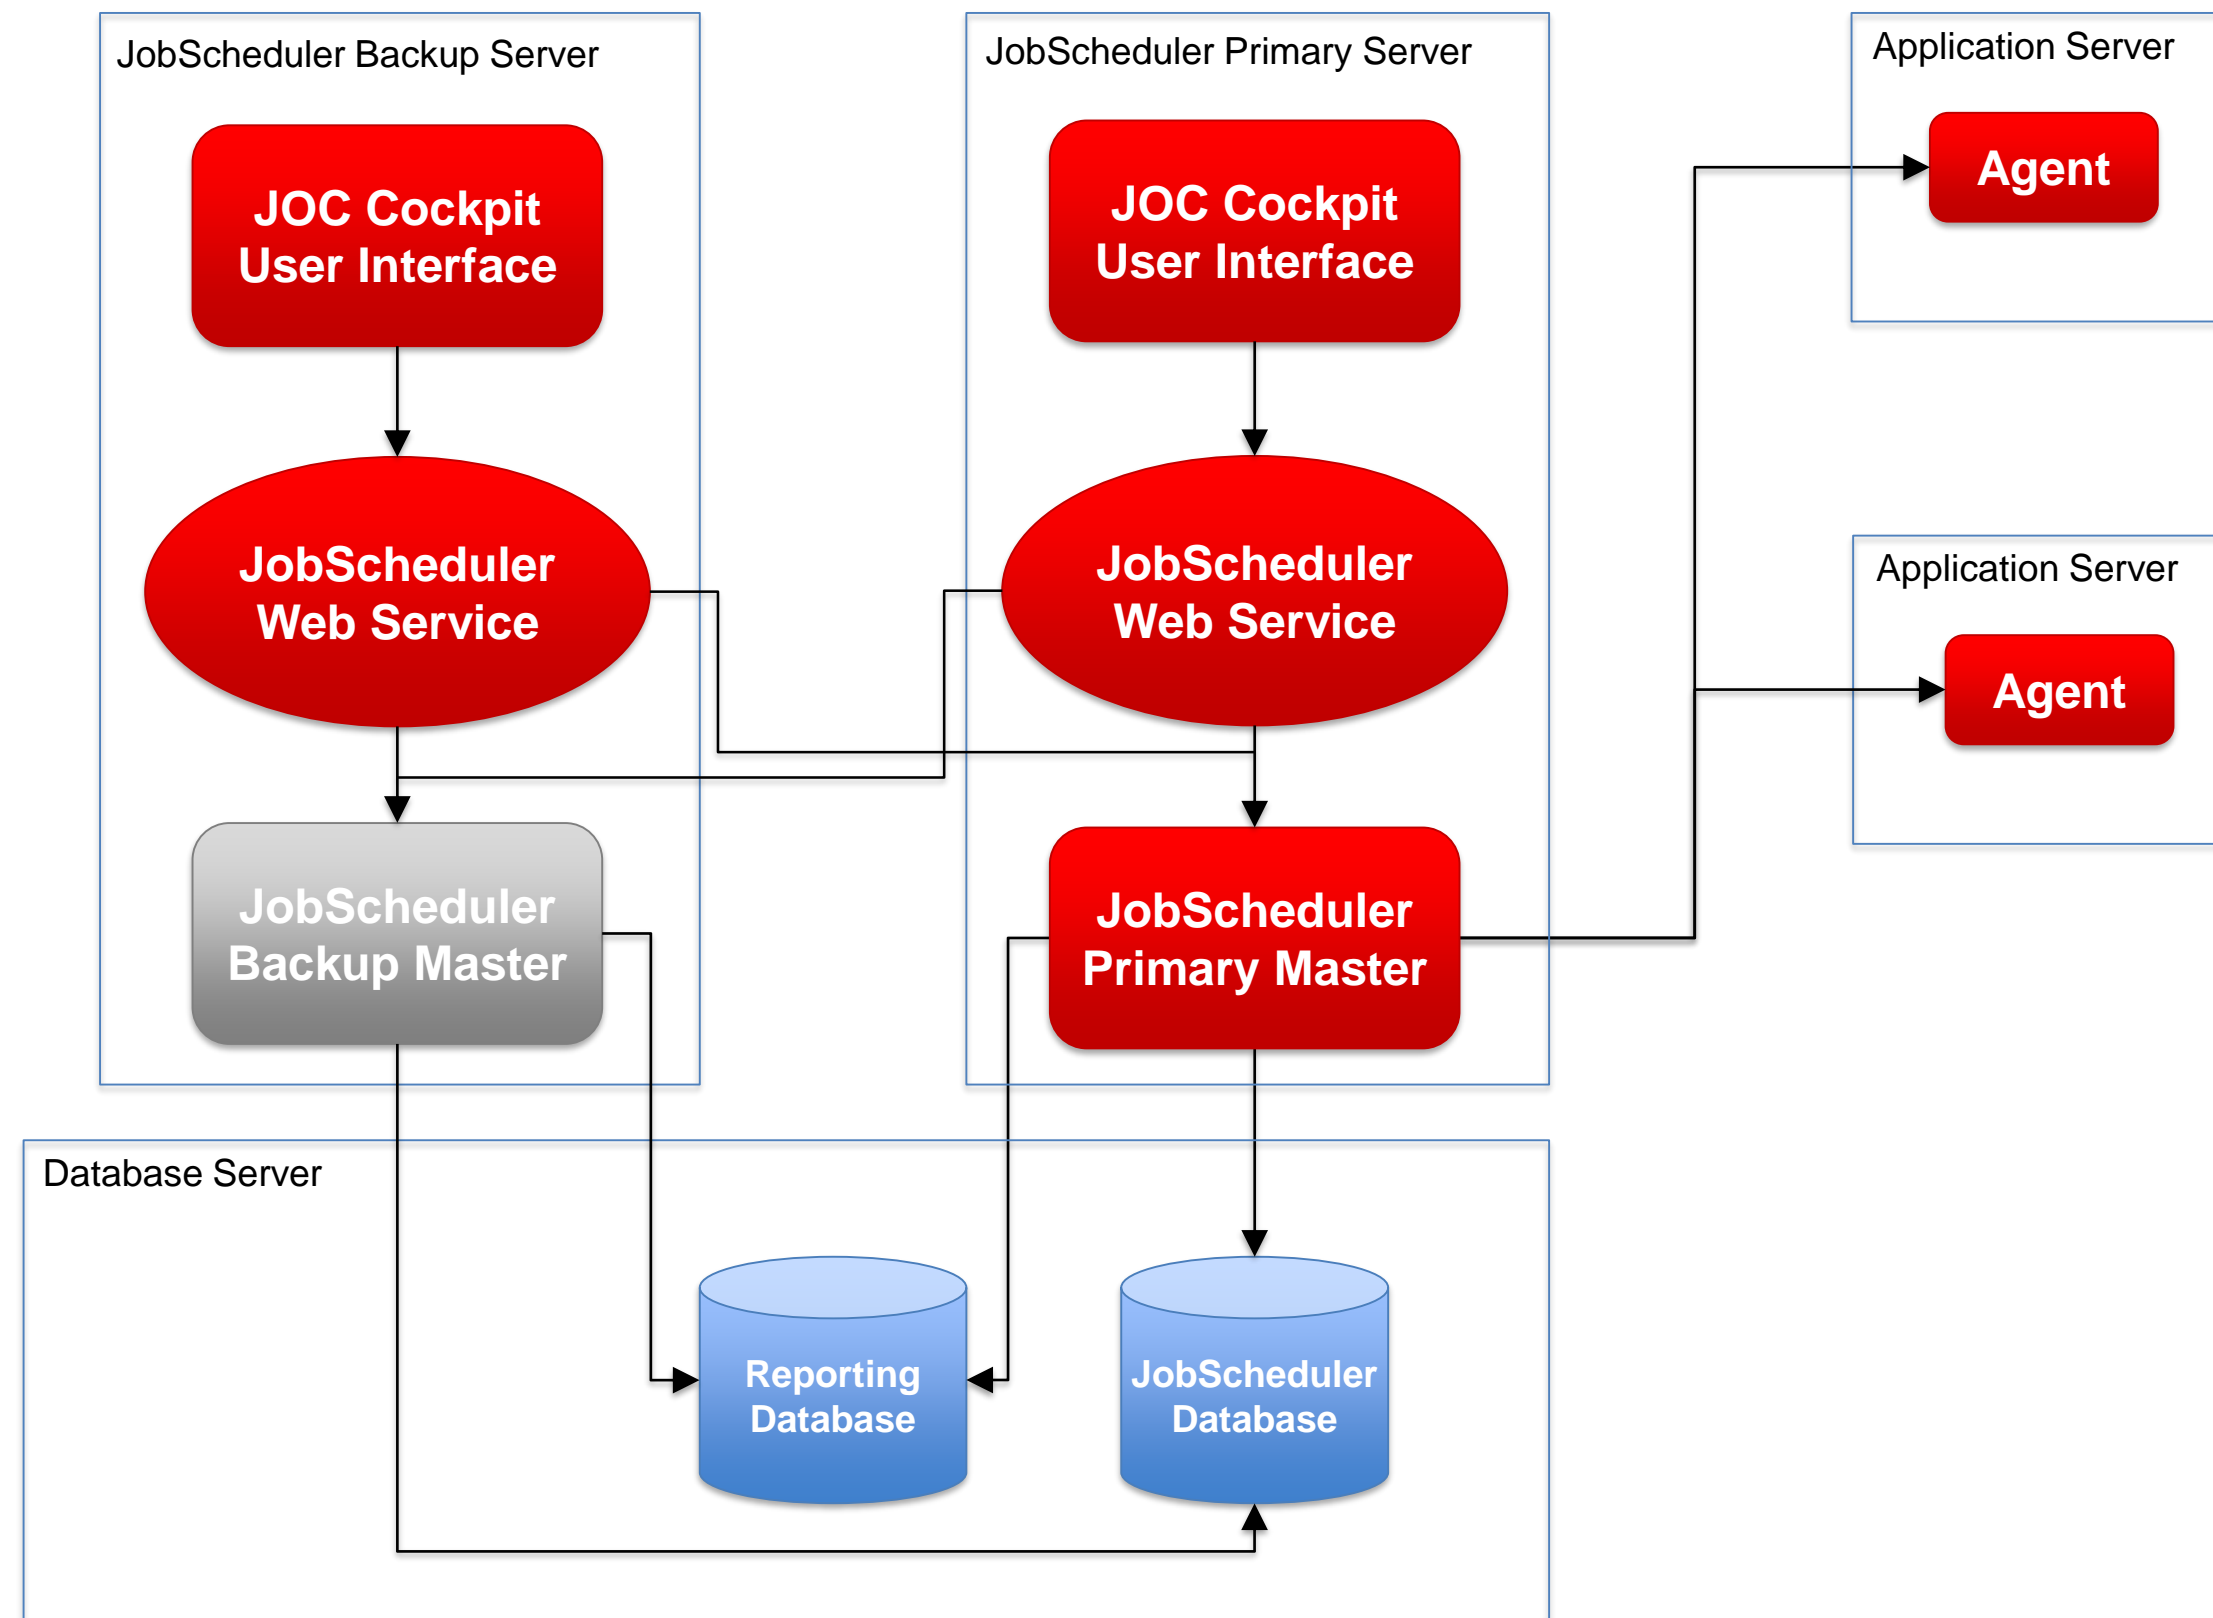 JobScheduler Backup Server
JOC Cockpit
User Interface
JobScheduler
Web Service
JobScheduler
Backup Master
JobScheduler Primary Server
JOC Cockpit
User Interface
JobScheduler
Web Service
JobScheduler
Primary Master
Application Server
Agent
Application Server
Agent
Database Server
Reporting
Database
JobScheduler
Database